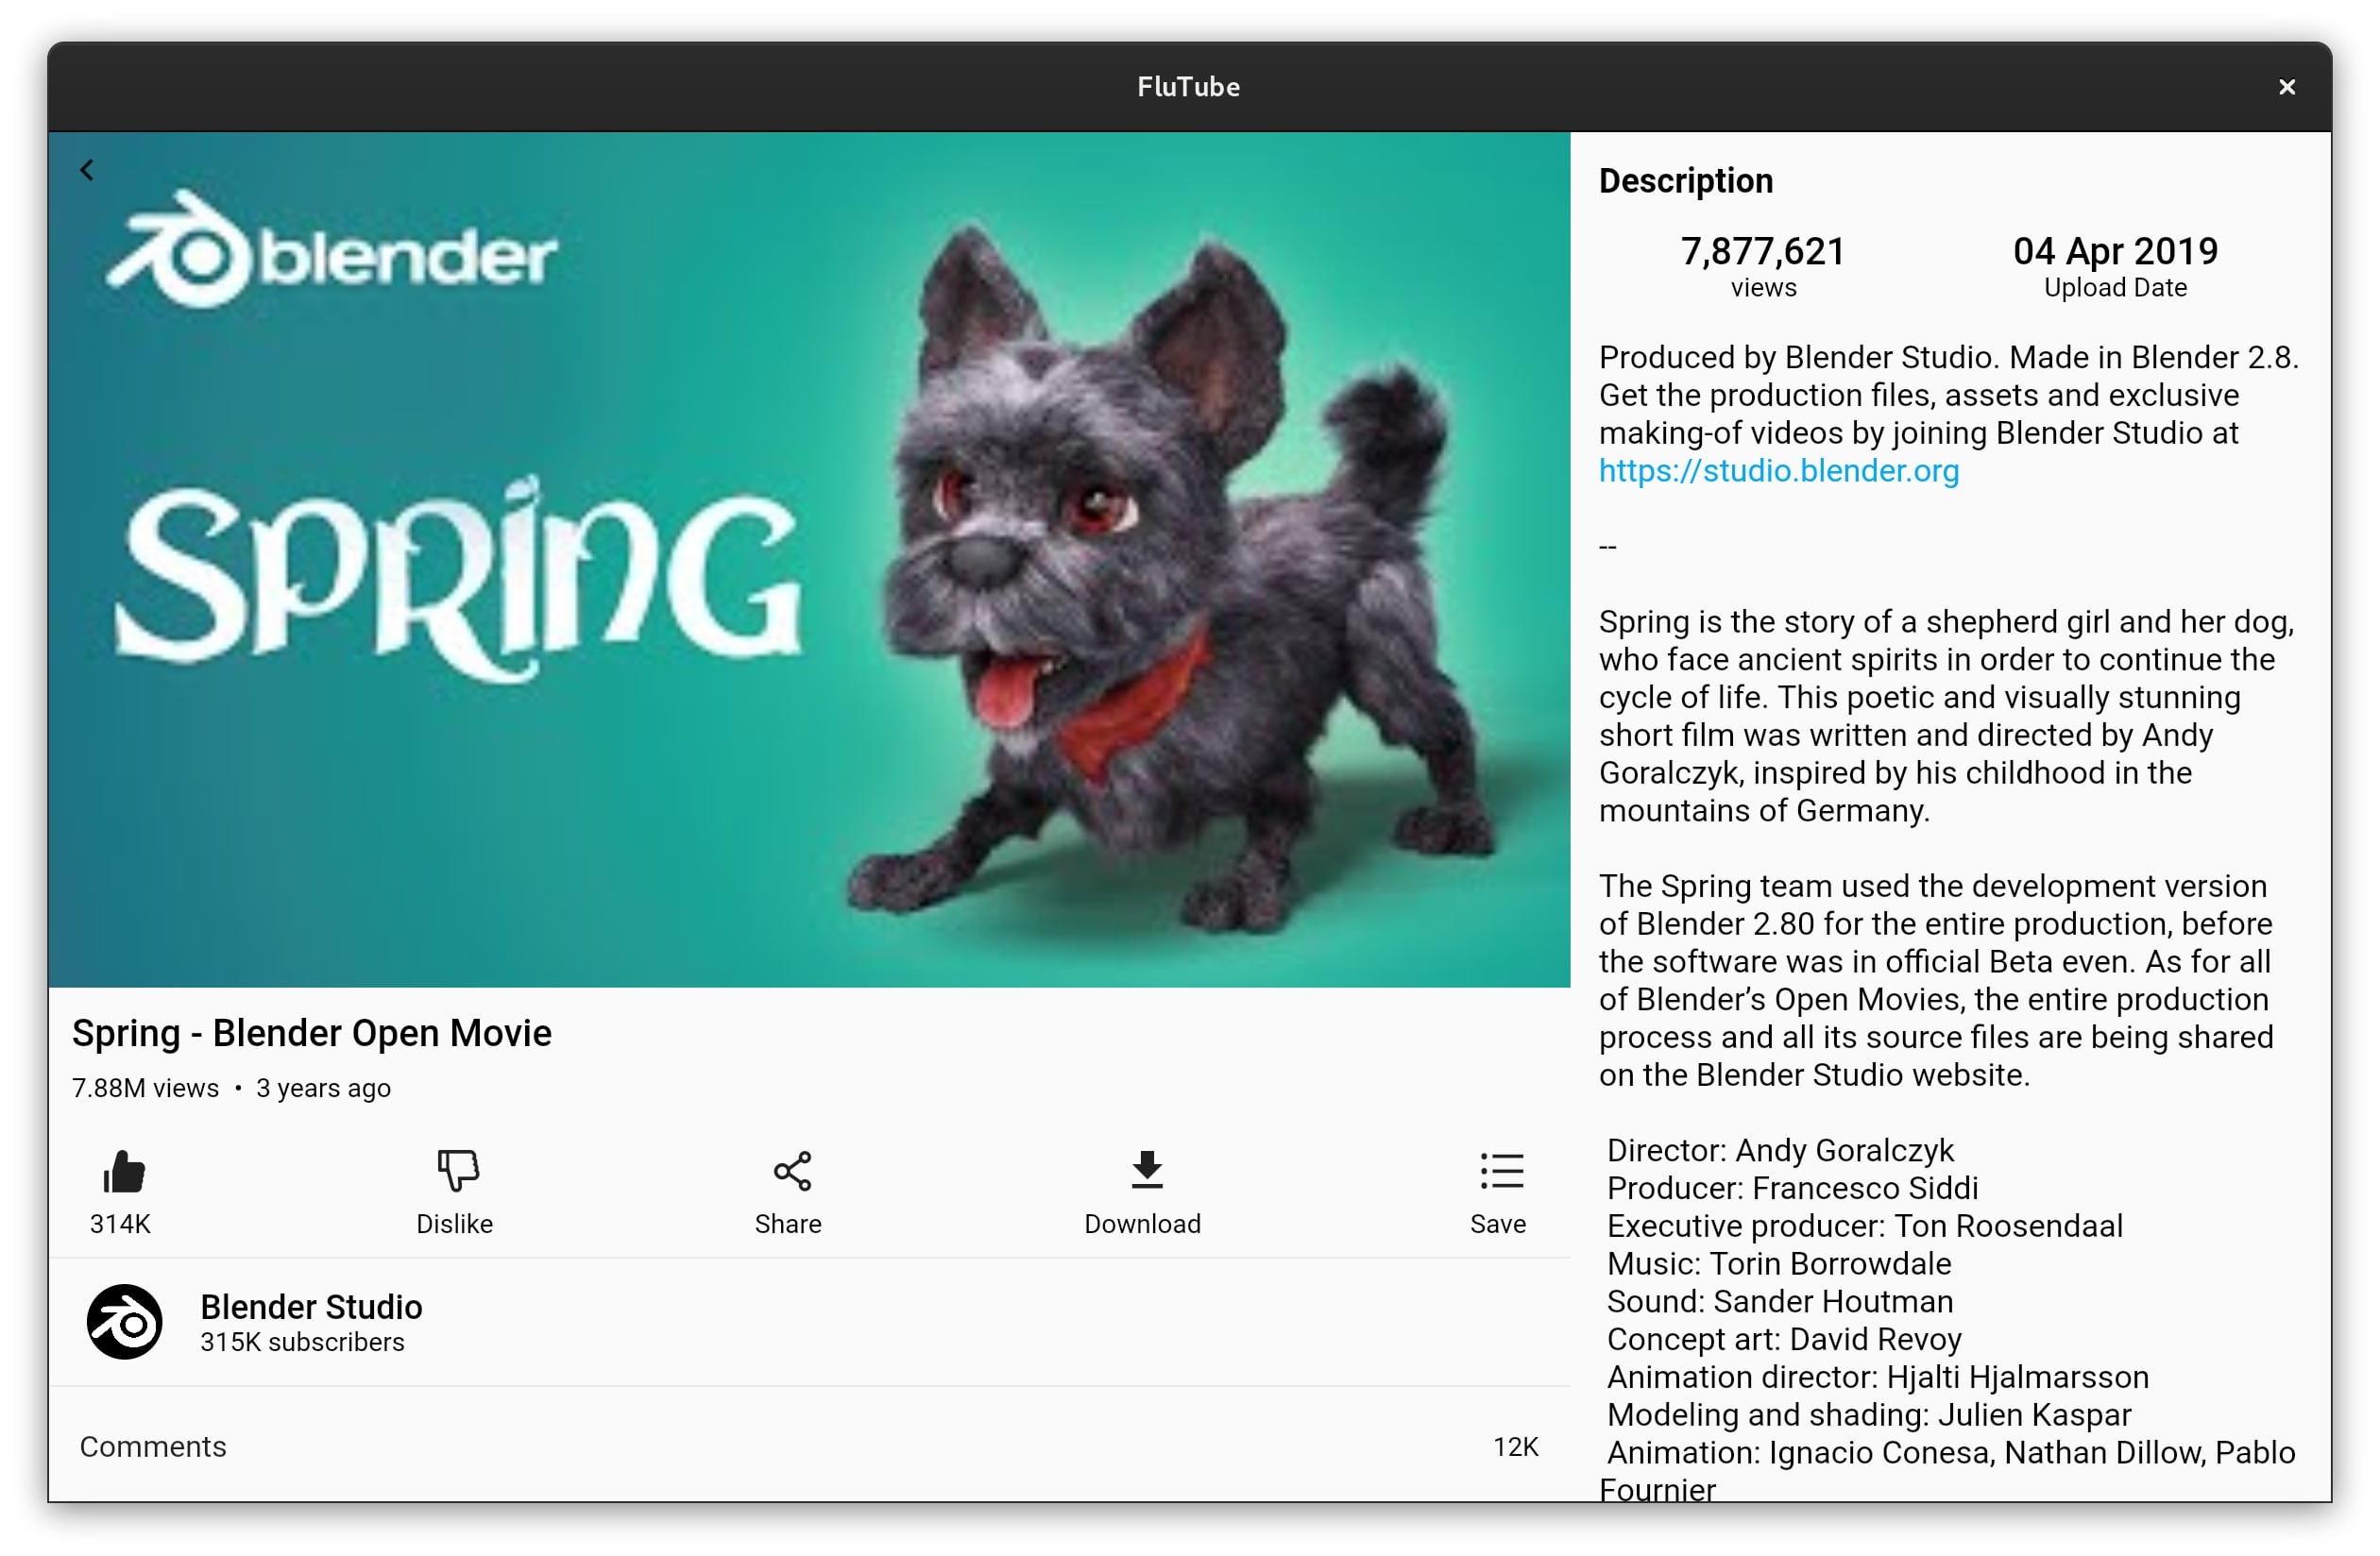 FluTube
blender
SPRING
Spring - Blender Open Movie
7.88M views • 3 years ago
314K
Dislike
Share
Download
Save
Blender Studio
315K subscribers
Comments
12K
Description
7,877,621
views
04 Apr 2019
Upload Date
Produced by Blender Studio. Made in Blender 2.8.
Get the production files, assets and exclusive
making-of videos by joining Blender Studio at
https://studio.blender.org
--
Spring is the story of a shepherd girl and her dog,
who face ancient spirits in order to continue the
cycle of life. This poetic and visually stunning
short film was written and directed by Andy
Goralczyk, inspired by his childhood in the
mountains of Germany.
The Spring team used the development version
of Blender 2.80 for the entire production, before
the software was in official Beta even. As for all
of Blender’s Open Movies, the entire production
process and all its source files are being shared
on the Blender Studio website.
Director: Andy Goralczyk
Producer: Francesco Siddi
Executive producer: Ton Roosendaal
Music: Torin Borrowdale
Sound: Sander Houtman
Concept art: David Revoy
Animation director: Hjalti Hjalmarsson
Modeling and shading: Julien Kaspar
Animation: Ignacio Conesa, Nathan Dillow, Pablo
Fournier